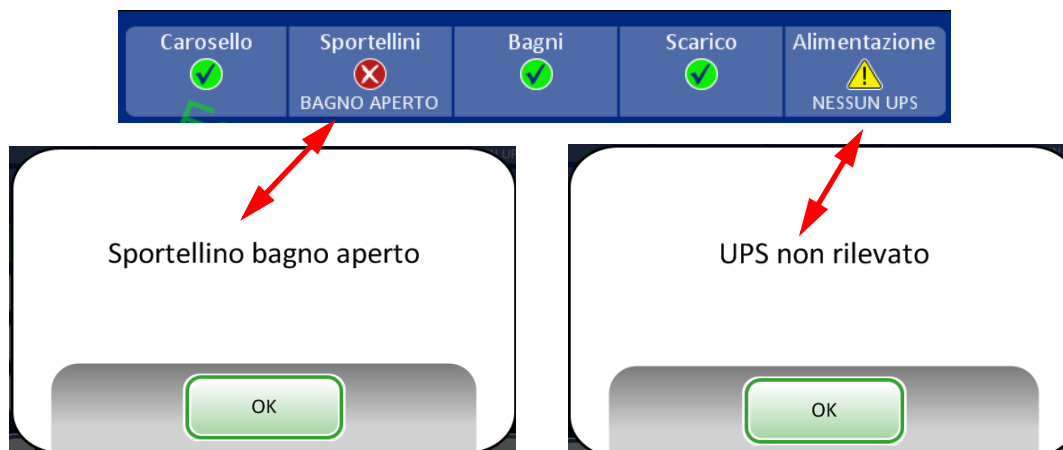 Carosello Sportellini Bagni Scarico Alimentazione
BAGNO APERTO NESSUN UPS
Sportellino bagno aperto
OK
UPS non rilevato
OK